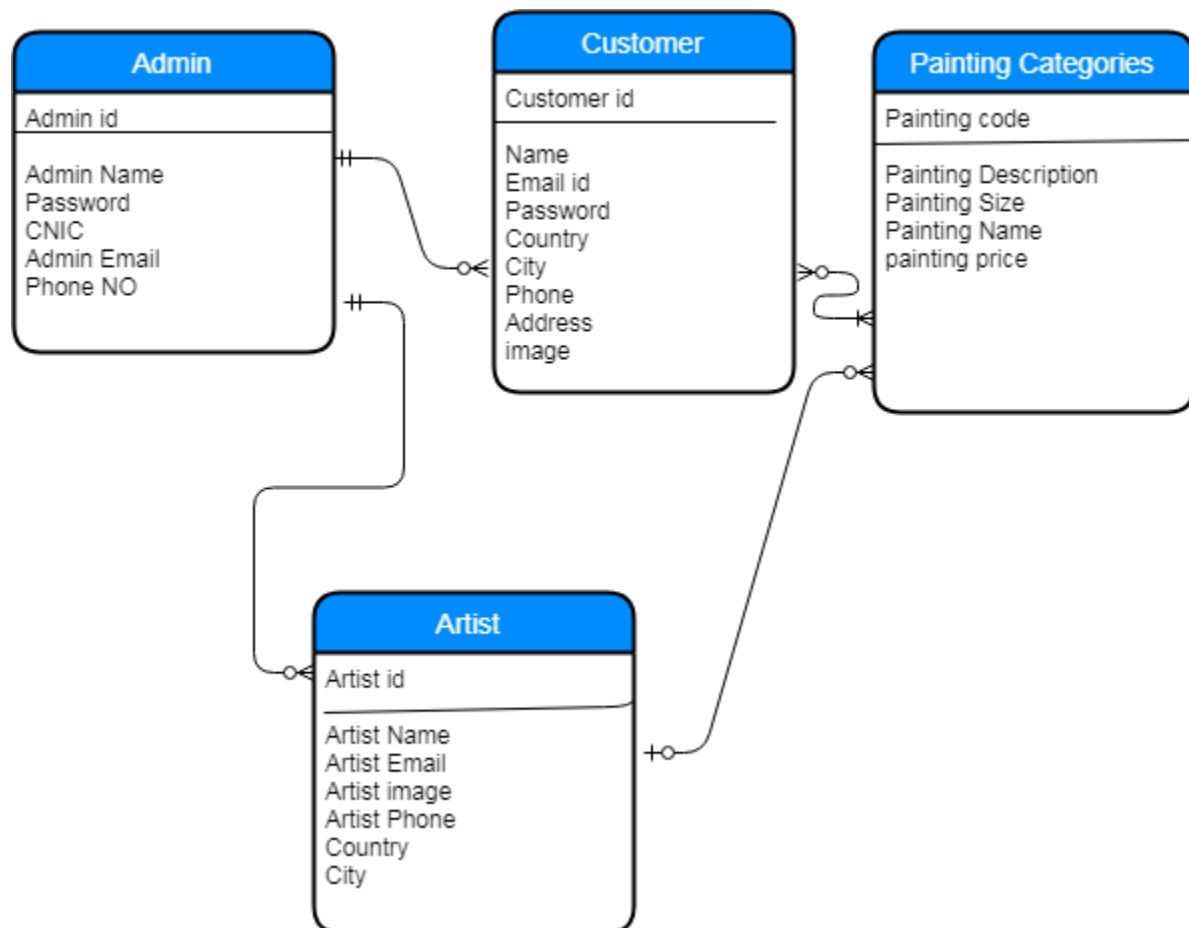 Admin
Admin id
Admin Name
Password
CNIC
Admin Email
Phone NO
Customer
Customer id
Name
Email id
Password
Country
City
Phone
Address
image
Painting Categories
Painting code
Painting Description
Painting Size
Painting Name
painting price
Artist
Artist id
Artist Name
Artist Email
Artist image
Artist Phone
Country
City